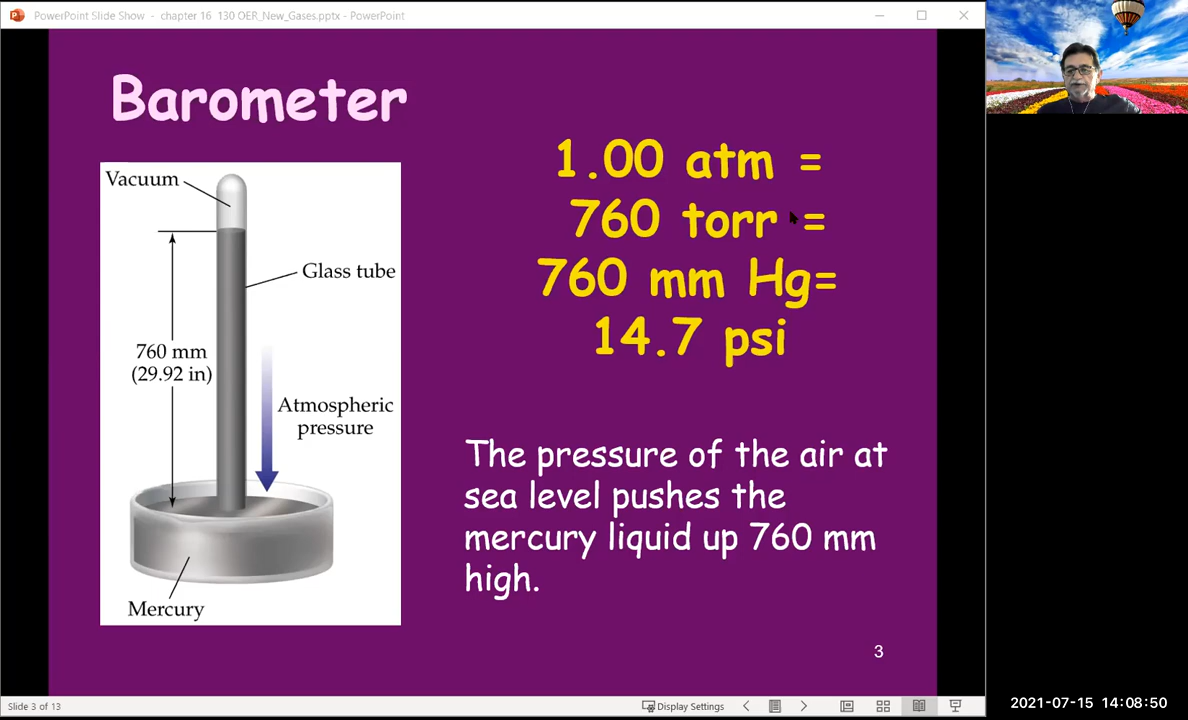 PowerPoint Slide Show - chapter 16 130 OER_New_Gases.pptx - PowerPoint
Barometer
Vacuum
Glass tube
760 mm
(29.92 in)
Atmospheric
pressure
Mercury
1.00 atm =
760 torr =
760 mm Hg=
14.7 psi
The pressure of the air at
sea level pushes the
mercury liquid up 760 mm
high.
3
Slide 3 of 13
Display Settings
2021-07-15 14:08:50